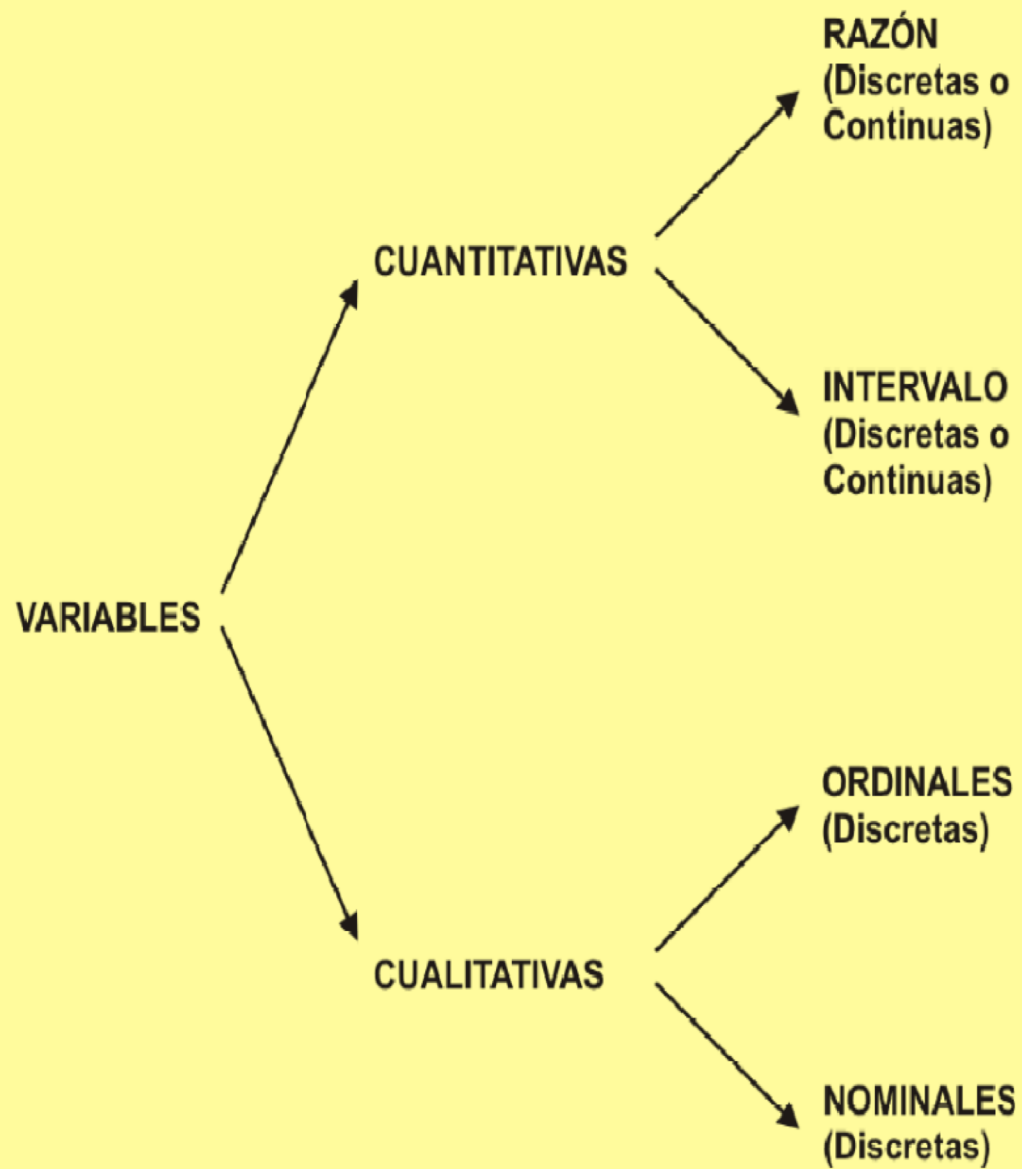 RAZÓN
(Discretas o
Continuas)
CUANTITATIVAS
INTERVALO
(Discretas o
Continuas)
VARIABLES
ORDINALES
(Discretas)
CUALITATIVAS
NOMINALES
(Discretas)